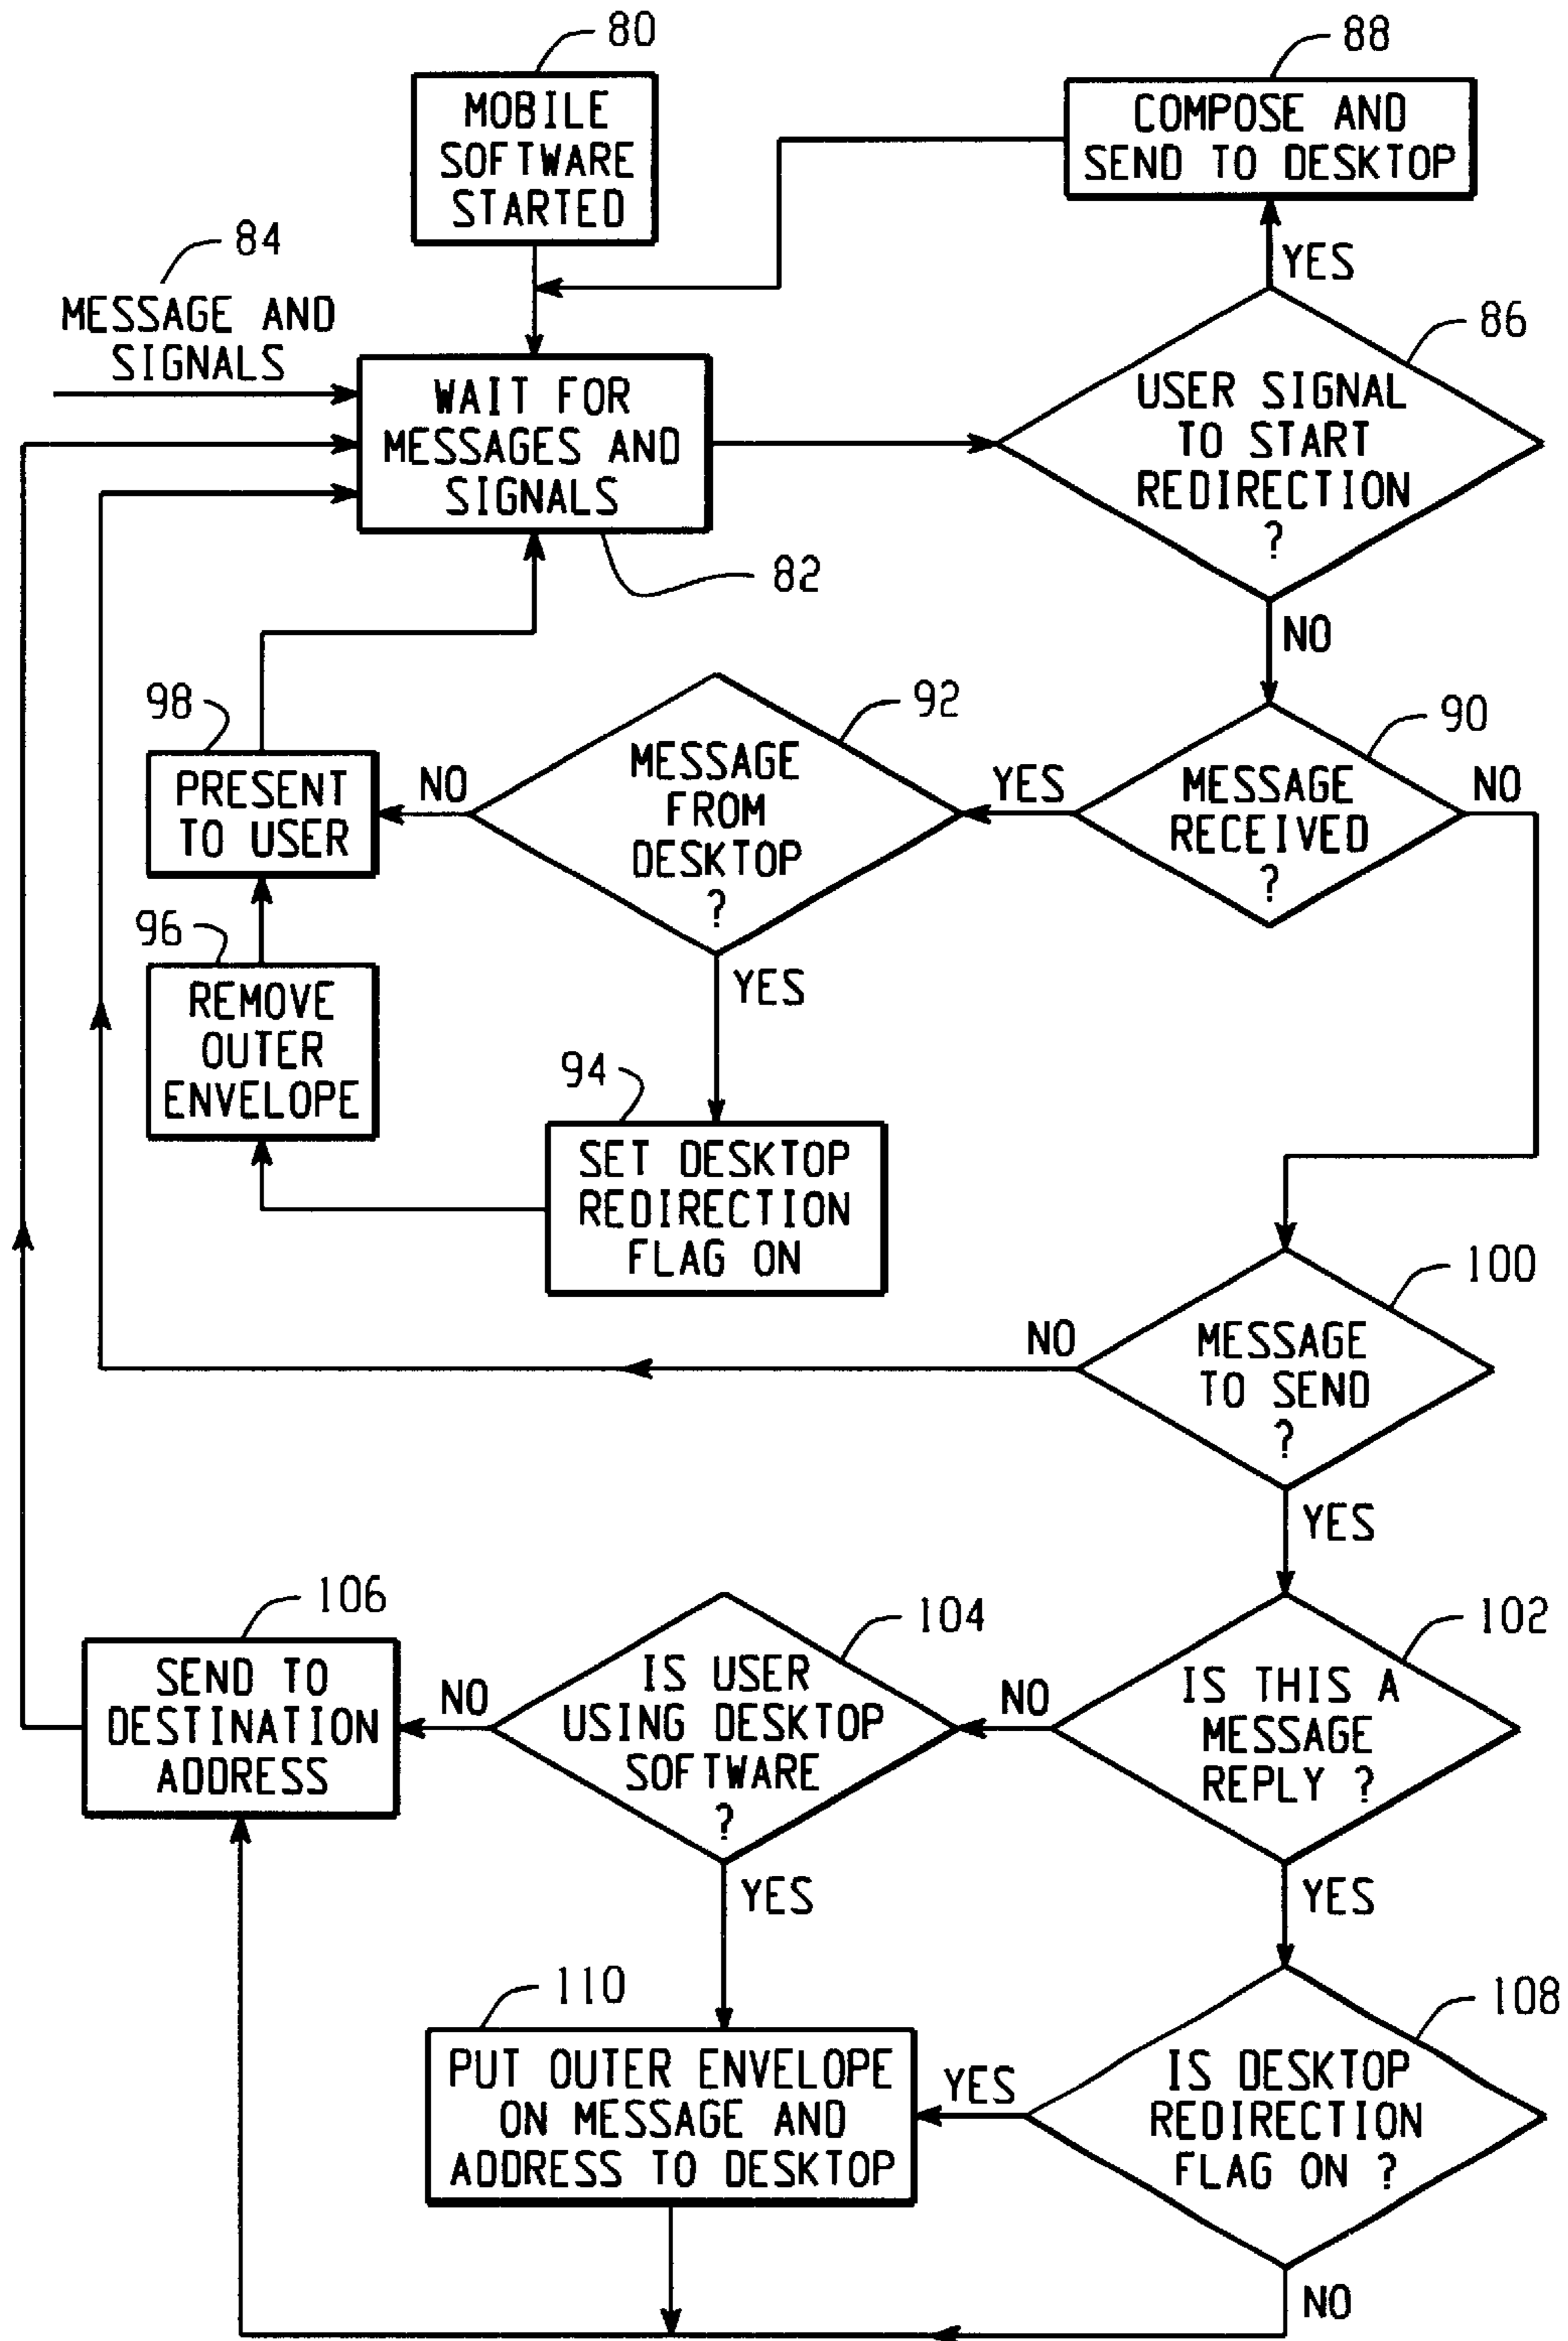 80
MOBILE
SOFTWARE
STARTED
88
COMPOSE AND
SEND TO DESKTOP
YES
84
MESSAGE AND
SIGNALS
WAIT FOR
MESSAGES AND
SIGNALS
82
86
USER SIGNAL
TO START
REDIRECTION
?
NO
90
MESSAGE
RECEIVED
?
NO
YES
92
MESSAGE
FROM
DESKTOP
?
NO
YES
98
PRESENT
TO USER
96
REMOVE
OUTER
ENVELOPE
94
SET DESKTOP
REDIRECTION
FLAG ON
100
MESSAGE
TO SEND
?
NO
YES
102
IS THIS A
MESSAGE
REPLY ?
NO
YES
104
IS USER
USING DESKTOP
SOFTWARE
?
NO
YES
106
SEND TO
DESTINATION
ADDRESS
108
IS DESKTOP
REDIRECTION
FLAG ON ?
YES
NO
110
PUT OUTER ENVELOPE
ON MESSAGE AND
ADDRESS TO DESKTOP